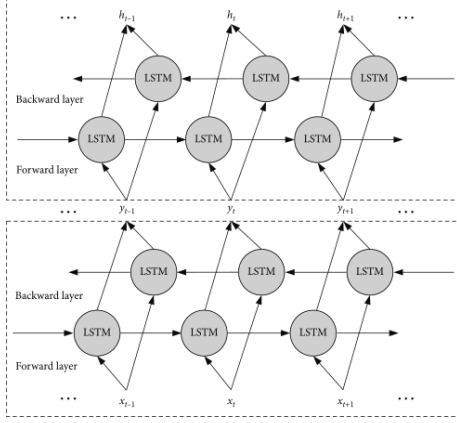 ... h_{t-1} h_t h_{t+1} ...
LSTM LSTM LSTM
Backward layer
LSTM LSTM LSTM
Forward layer
... y_{t-1} y_t y_{t+1} ...
LSTM LSTM LSTM
Backward layer
LSTM LSTM LSTM
Forward layer
... x_{t-1} x_t x_{t+1} ...